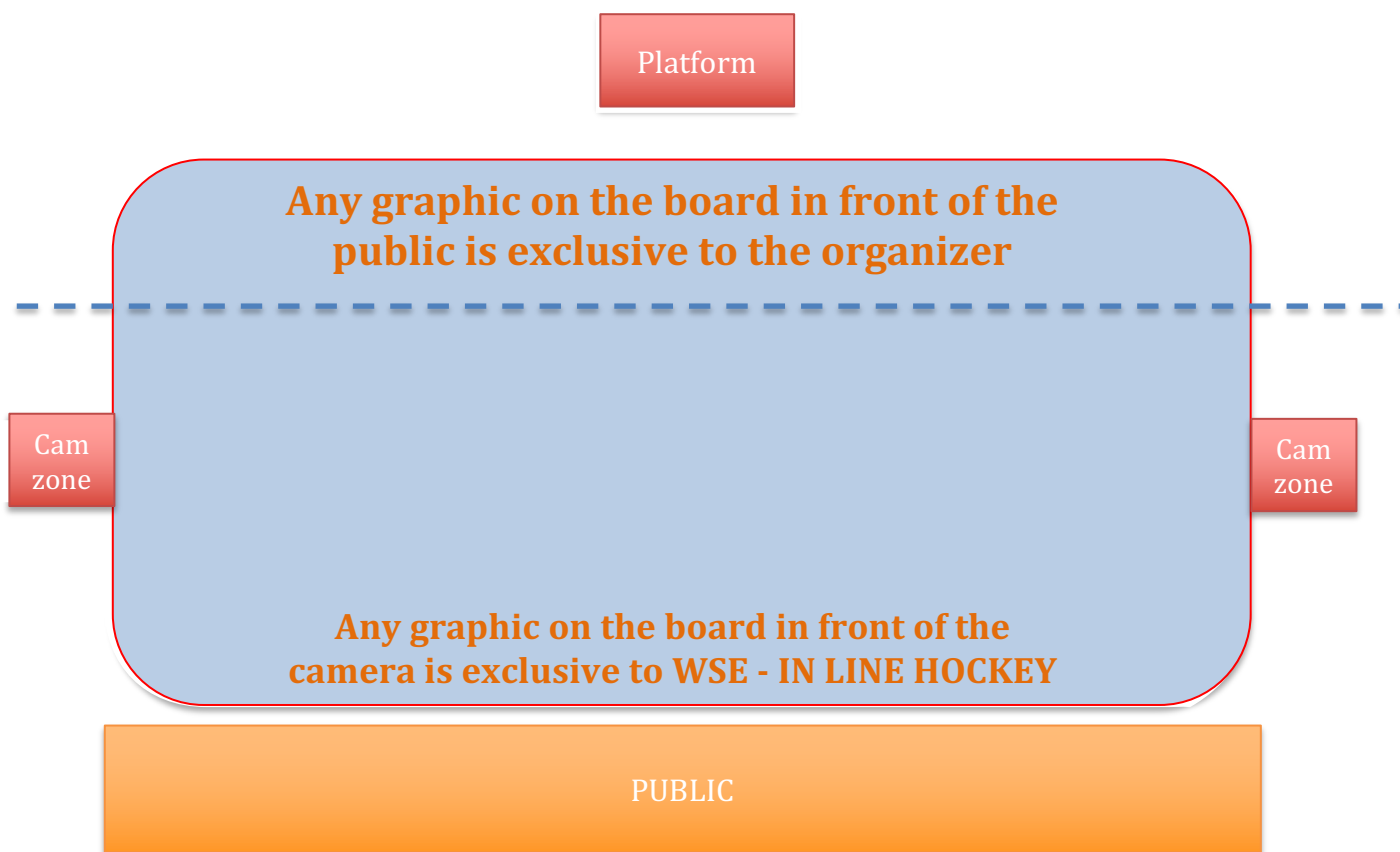 Platform
Any graphic on the board in front of the
public is exclusive to the organizer
Cam
zone
Cam
zone
Any graphic on the board in front of the
camera is exclusive to WSE - IN LINE HOCKEY
PUBLIC